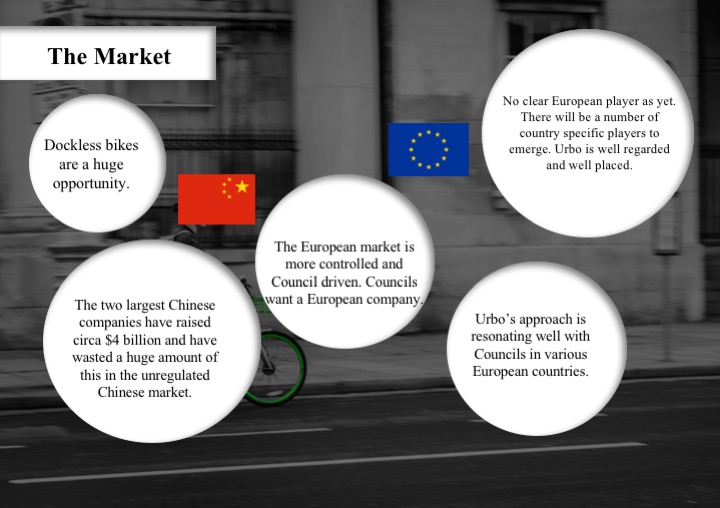 The Market
Dockless bikes
are a huge
opportunity.
The two largest Chinese
companies have raised
circa $4 billion and have
wasted a huge amount of
this in the unregulated
Chinese market.
The European market is
more controlled and
Council driven. Councils
want a European company.
No clear European player as yet.
There will be a number of
country specific players to
emerge. Urbo is well regarded
and well placed.
Urbo’s approach is
resonating well with
Councils in various
European countries.